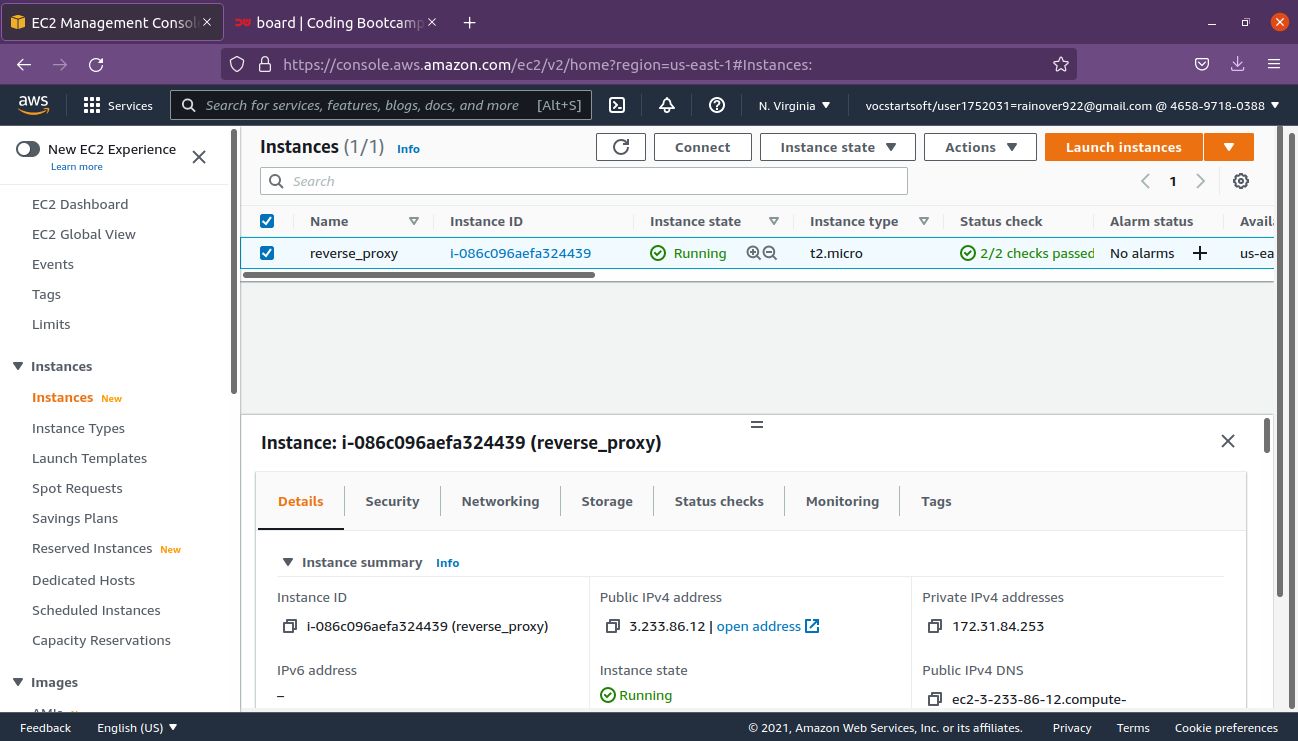 EC2 Management Consol
board | Coding Bootcamp
https://console.aws.amazon.com/ec2/v2/home?region=us-east-1#Instances:
aws
Services
Search for services, features, blogs, docs, and more [Alt+S]
N. Virginia
vocstartsoft/user1752031=rainover922@gmail.com @ 4658-9718-0388
New EC2 Experience
Learn more
EC2 Dashboard
EC2 Global View
Events
Tags
Limits
Instances
Instances New
Instance Types
Launch Templates
Spot Requests
Savings Plans
Reserved Instances New
Dedicated Hosts
Scheduled Instances
Capacity Reservations
Images
AMIs
Instances (1/1) Info
Connect
Instance state
Actions
Launch instances
Search
1
Name Instance ID Instance state Instance type Status check Alarm status Availa
reverse_proxy i-086c096aefa324439 Running t2.micro 2/2 checks passed No alarms us-ea
Instance: i-086c096aefa324439 (reverse_proxy)
Details Security Networking Storage Status checks Monitoring Tags
Instance summary Info
Instance ID
i-086c096aefa324439 (reverse_proxy)
Public IPv4 address
3.233.86.12 | open address
Private IPv4 addresses
172.31.84.253
IPv6 address
–
Instance state
Running
Public IPv4 DNS
ec2-3-233-86-12.compute-
Feedback English (US) © 2021, Amazon Web Services, Inc. or its affiliates. Privacy Terms Cookie preferences